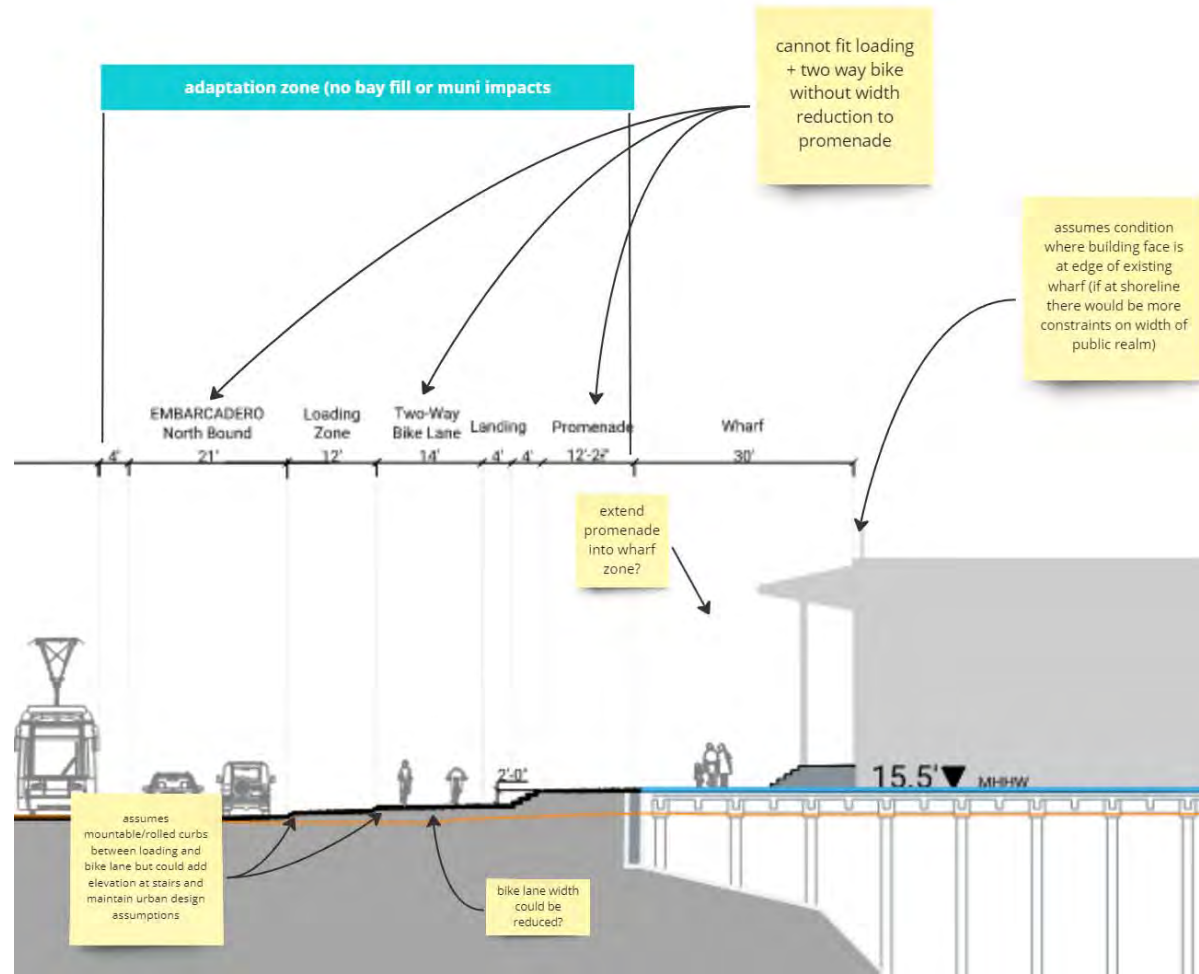 cannot fit loading
+ two way bike
without width
reduction to
promenade
adaptation zone (no bay fill or muni impacts
assumes condition
where building face is
at edge of existing
wharf (if at shoreline
there would be more
constraints on width of
public realm)
EMBARCADERO
North Bound
Loading
Zone
Two-Way
Bike Lane
Landing
Promenade
Wharf
4'
21'
12'
14'
4'
4'
30'
extend
promenade
into wharf
zone?
2'-0"
15.5'
MHHW
assumes
mountable/rolled curbs
between loading and
bike lane but could add
elevation at stairs and
maintain urban design
assumptions
bike lane width
could be
reduced?